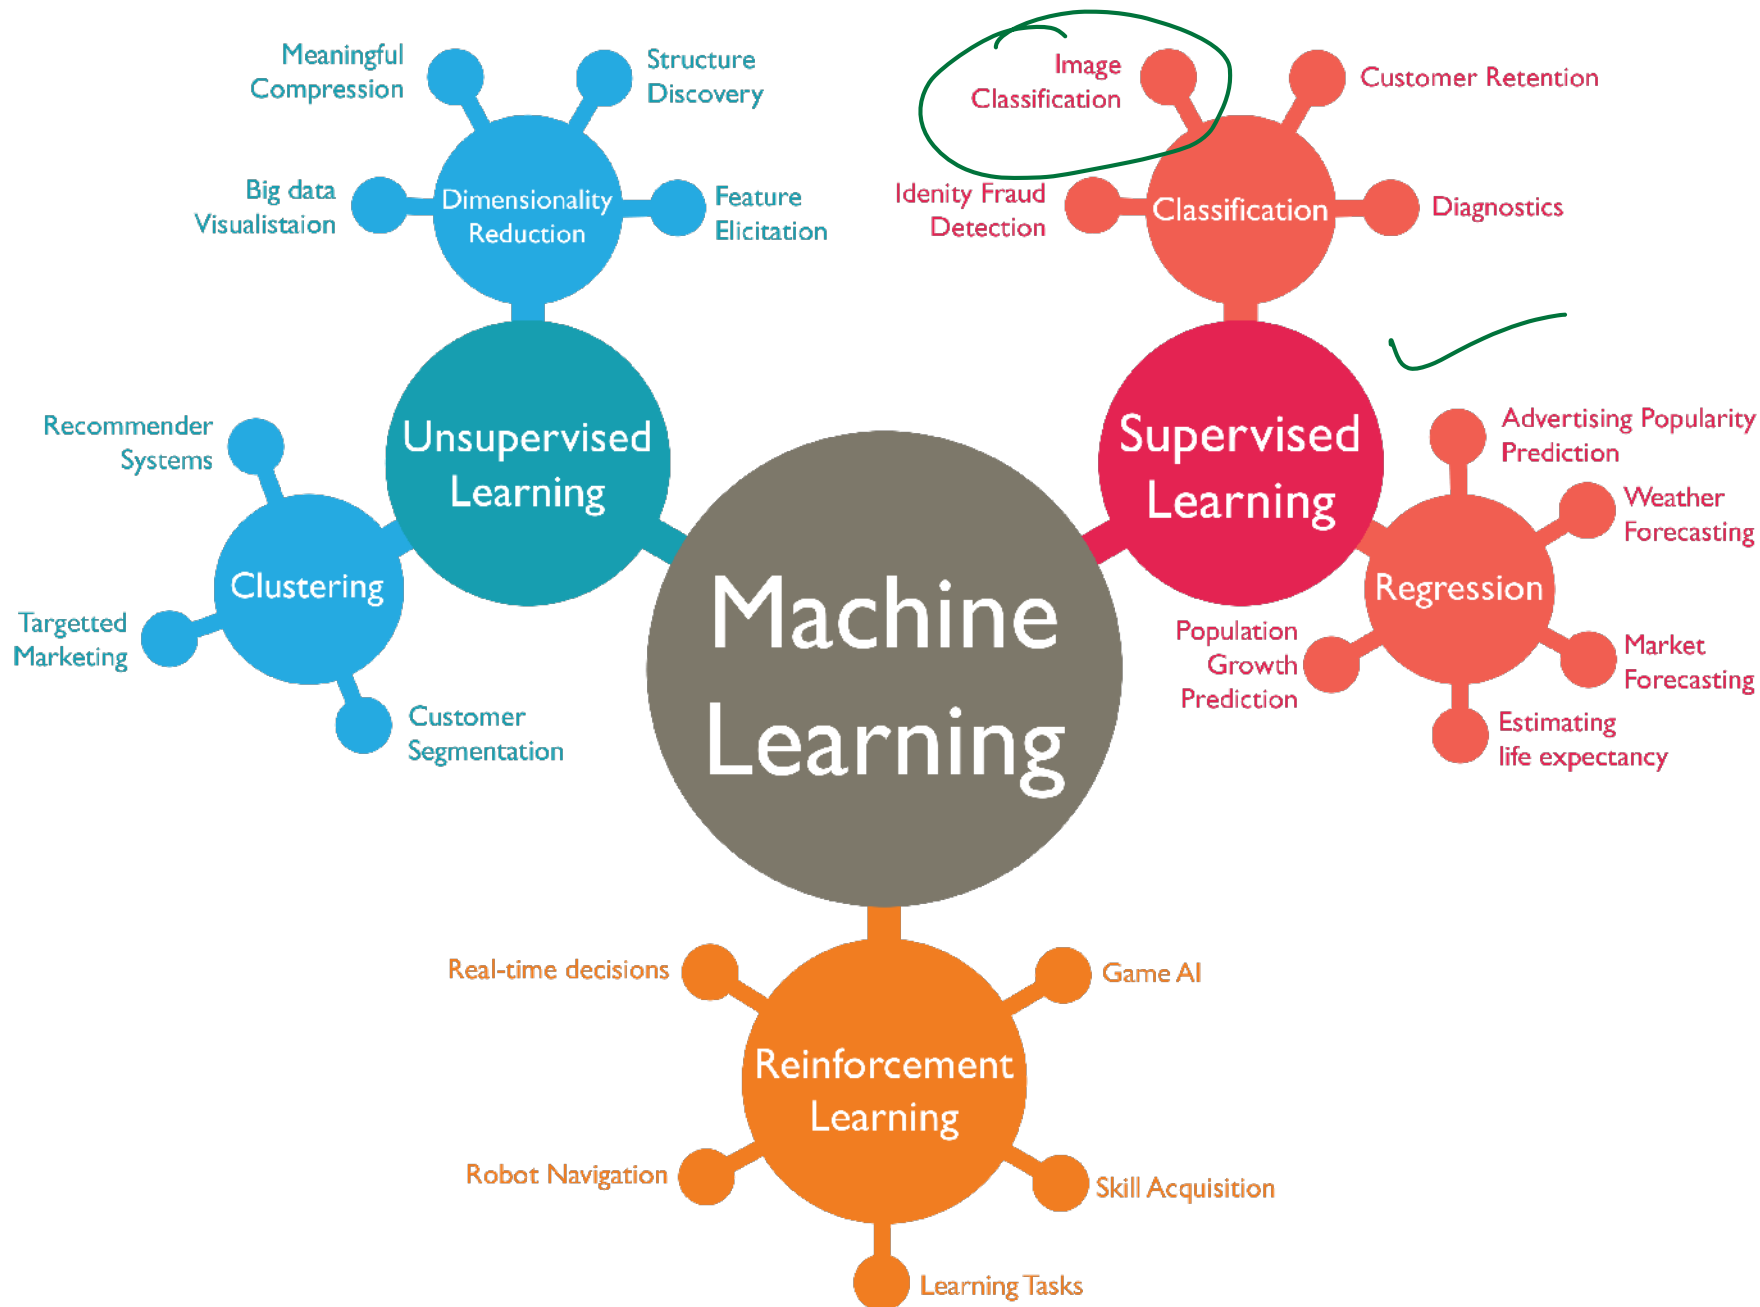 Meaningful
Compression
Structure
Discovery
Big data
Visualistaion
Dimensionality
Reduction
Feature
Elicitation
Image
Classification
Customer Retention
Idenity Fraud
Detection
Classification
Diagnostics
Unsupervised
Learning
Recommender
Systems
Clustering
Targetted
Marketing
Customer
Segmentation
Machine
Learning
Supervised
Learning
Advertising Popularity
Prediction
Weather
Forecasting
Regression
Population
Growth
Prediction
Market
Forecasting
Estimating
life expectancy
Real-time decisions
Game AI
Reinforcement
Learning
Robot Navigation
Skill Acquisition
Learning Tasks